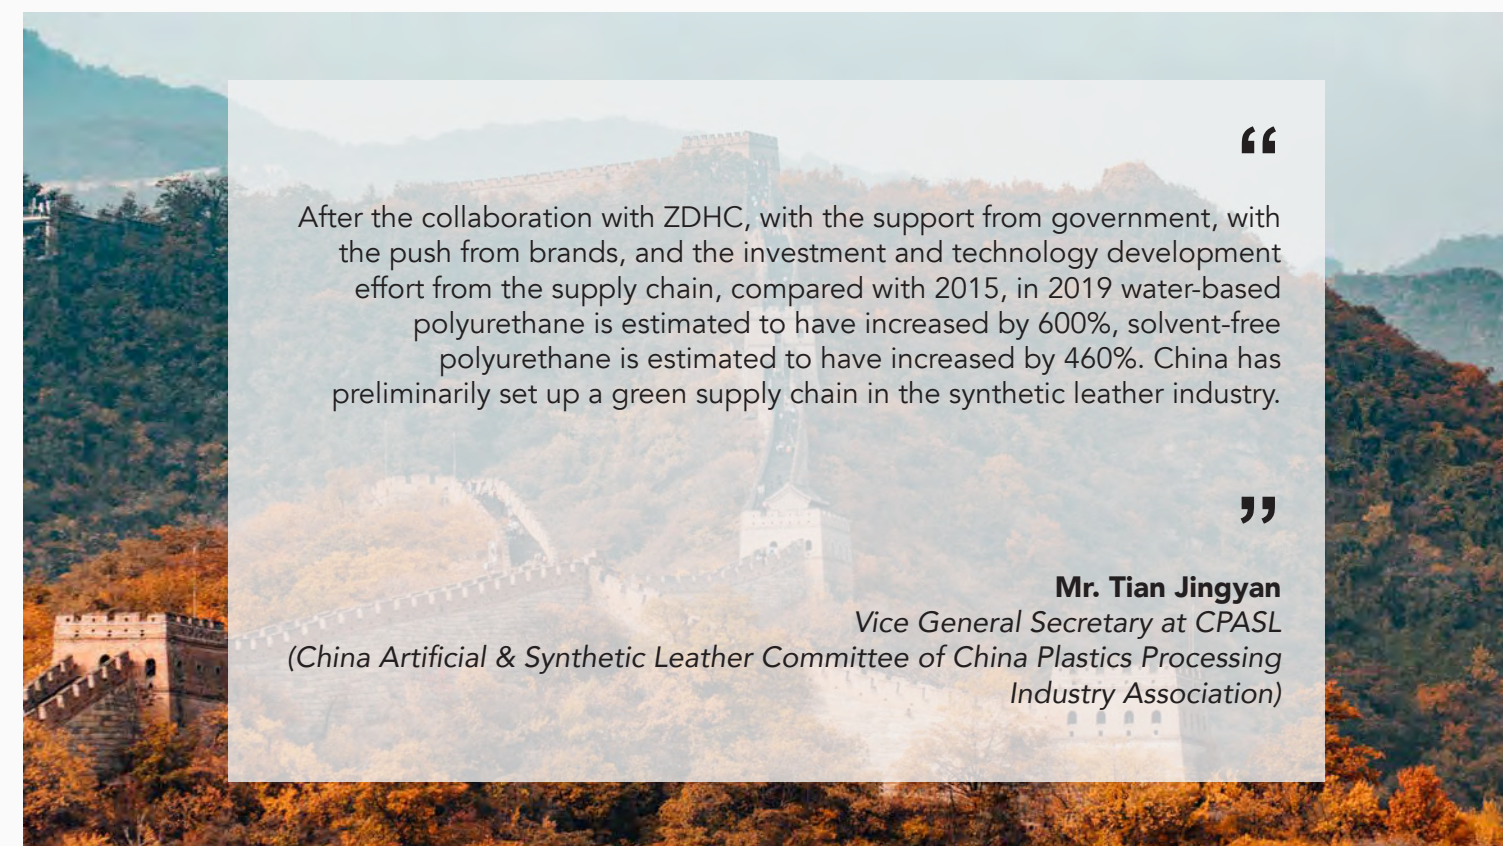 “
After the collaboration with ZDHC, with the support from government, with
the push from brands, and the investment and technology development
effort from the supply chain, compared with 2015, in 2019 water-based
polyurethane is estimated to have increased by 600%, solvent-free
polyurethane is estimated to have increased by 460%. China has
preliminarily set up a green supply chain in the synthetic leather industry.
”
Mr. Tian Jingyan
Vice General Secretary at CPASL
(China Artificial & Synthetic Leather Committee of China Plastics Processing
Industry Association)